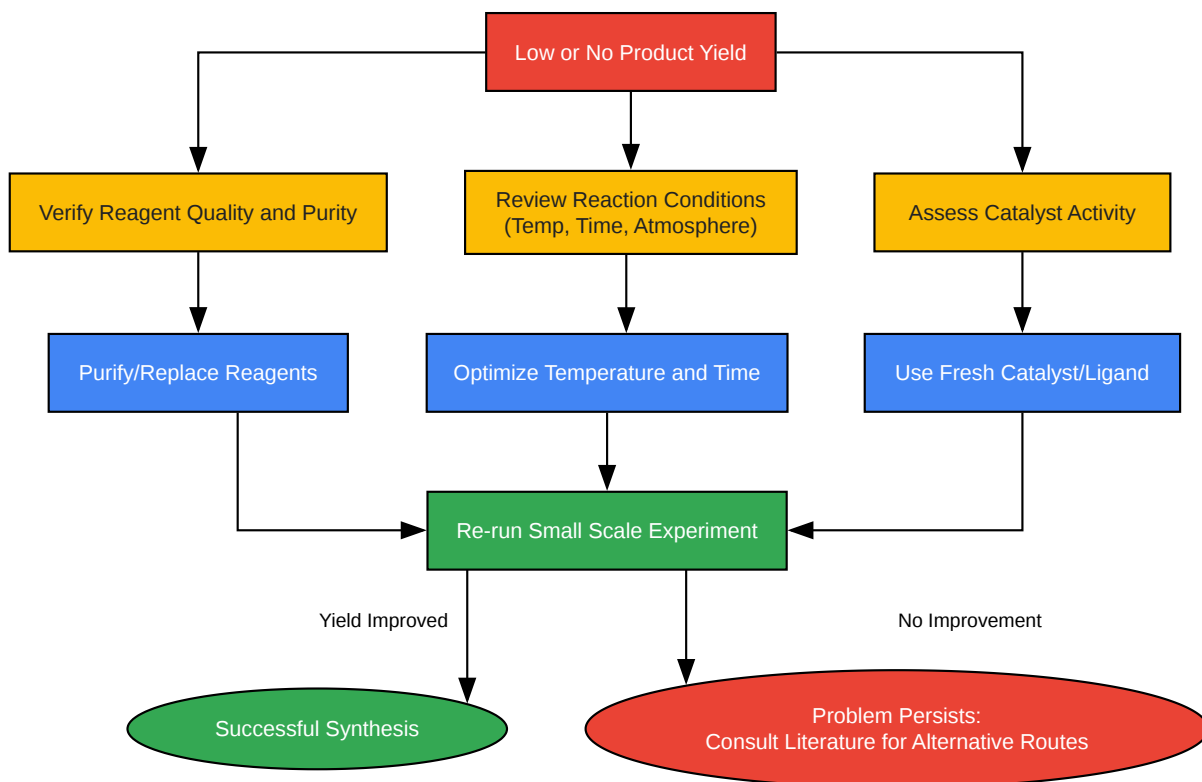 Low or No Product Yield
Verify Reagent Quality and Purity
Review Reaction Conditions
(Temp, Time, Atmosphere)
Assess Catalyst Activity
Purify/Replace Reagents
Optimize Temperature and Time
Use Fresh Catalyst/Ligand
Re-run Small Scale Experiment
Yield Improved
No Improvement
Successful Synthesis
Problem Persists:
Consult Literature for Alternative Routes